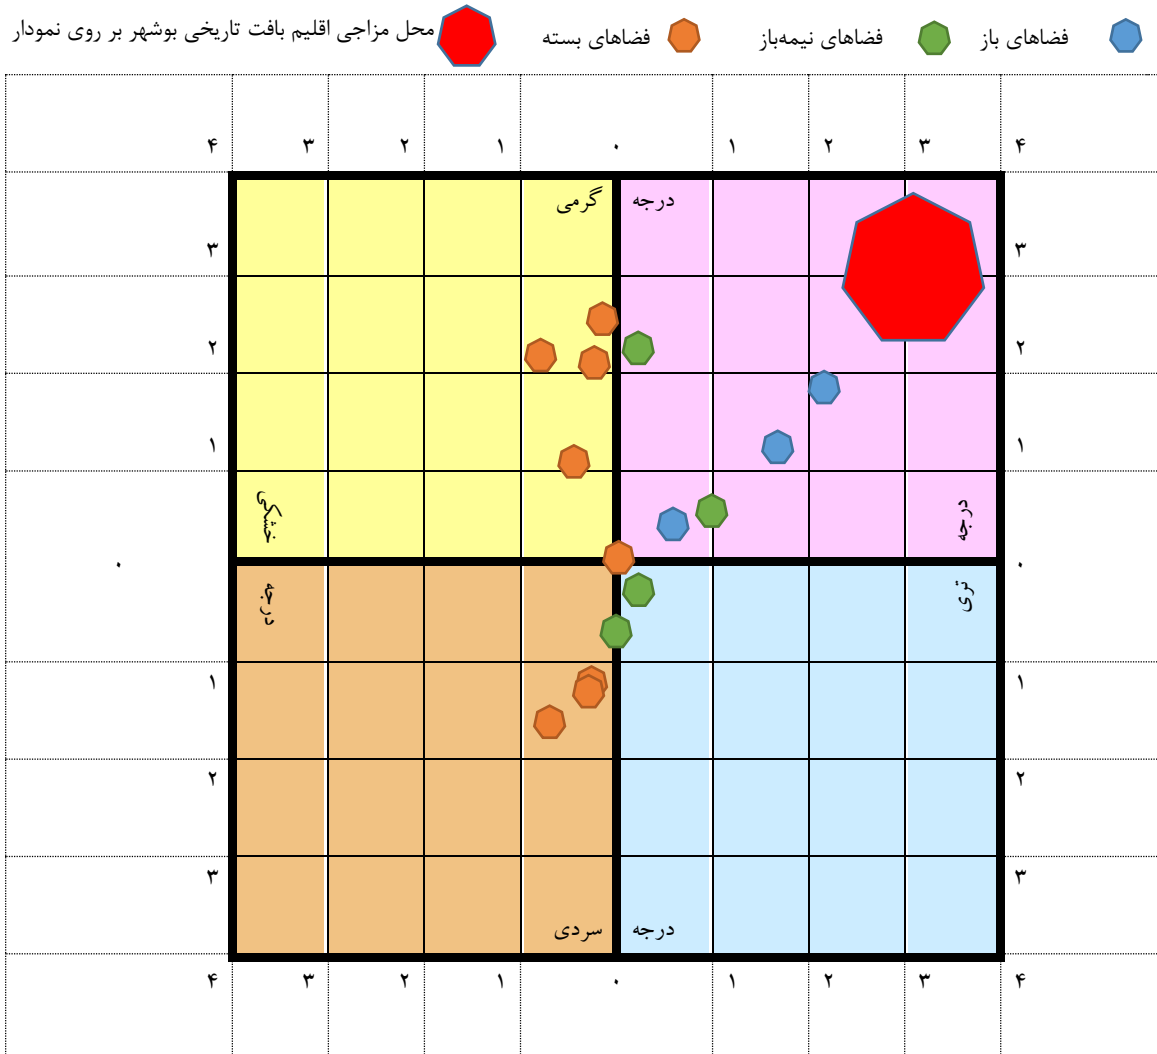 فضاهای باز فضاهای نیمه‌باز فضاهای بسته محل مزاجی اقلیم بافت تاریخی بوشهر بر روی نمودار
۴ ۳ ۲ ۱ ۰ ۱ ۲ ۳ ۴
گرمی درجه
۳ ۳
۲ ۲
۱ ۱
خشکی درجه
۰ ۰
درجه تری
۱ ۱
۲ ۲
۳ ۳
سردی درجه
۴ ۳ ۲ ۱ ۰ ۱ ۲ ۳ ۴